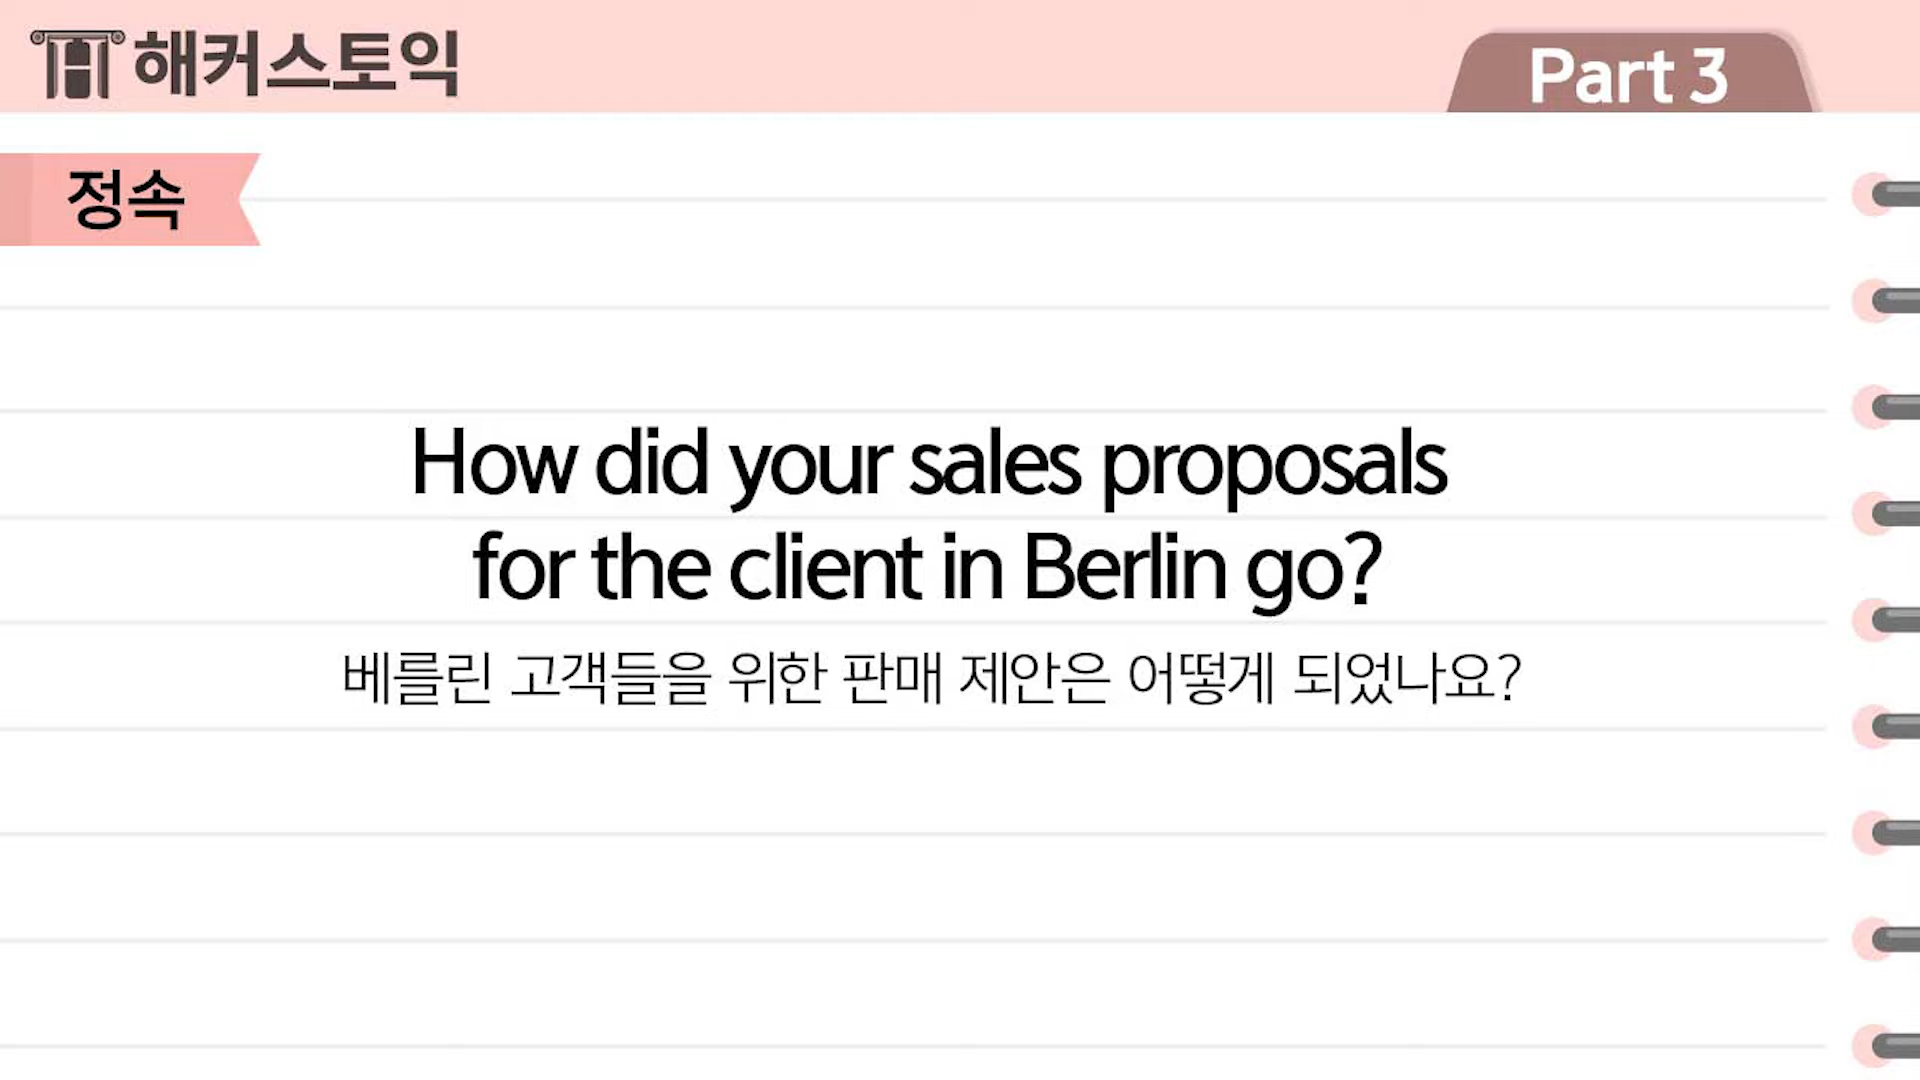 해커스토익
Part 3
정속
How did your sales proposals
for the client in Berlin go?
베를린 고객들을 위한 판매 제안은 어떻게 되었나요?